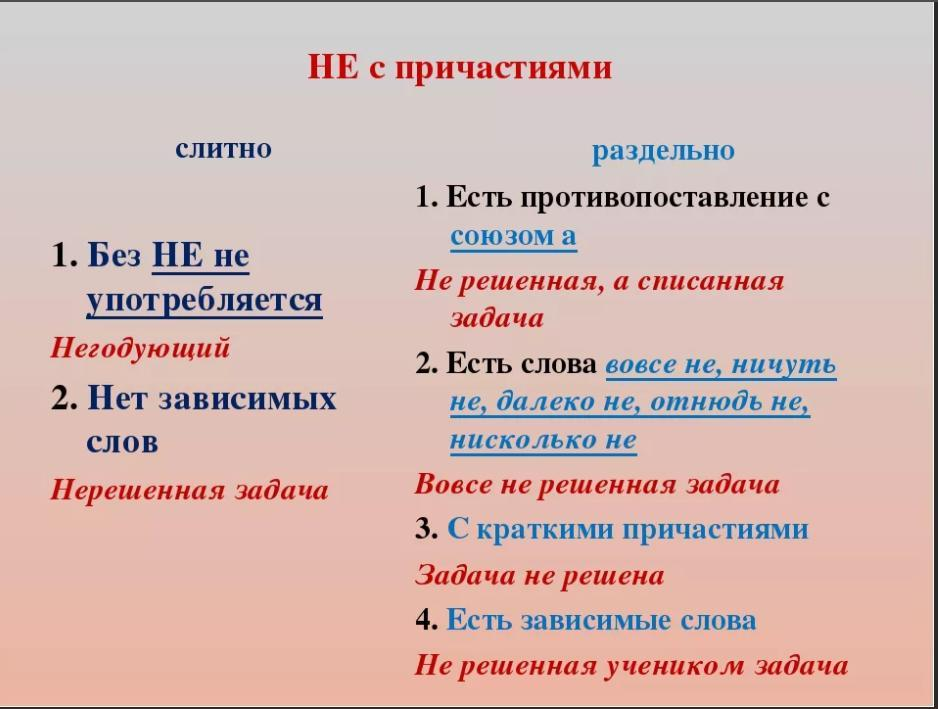 НЕ с причастиями
слитно
1. Без НЕ не
употребляется
Негодующий
2. Нет зависимых
слов
Нерешенная задача
раздельно
1. Есть противопоставление с
союзом а
Не решенная, а списанная
задача
2. Есть слова вовсе не, ничуть
не, далеко не, отнюдь не,
нисколько не
Вовсе не решенная задача
3. С краткими причастиями
Задача не решена
4. Есть зависимые слова
Не решенная учеником задача